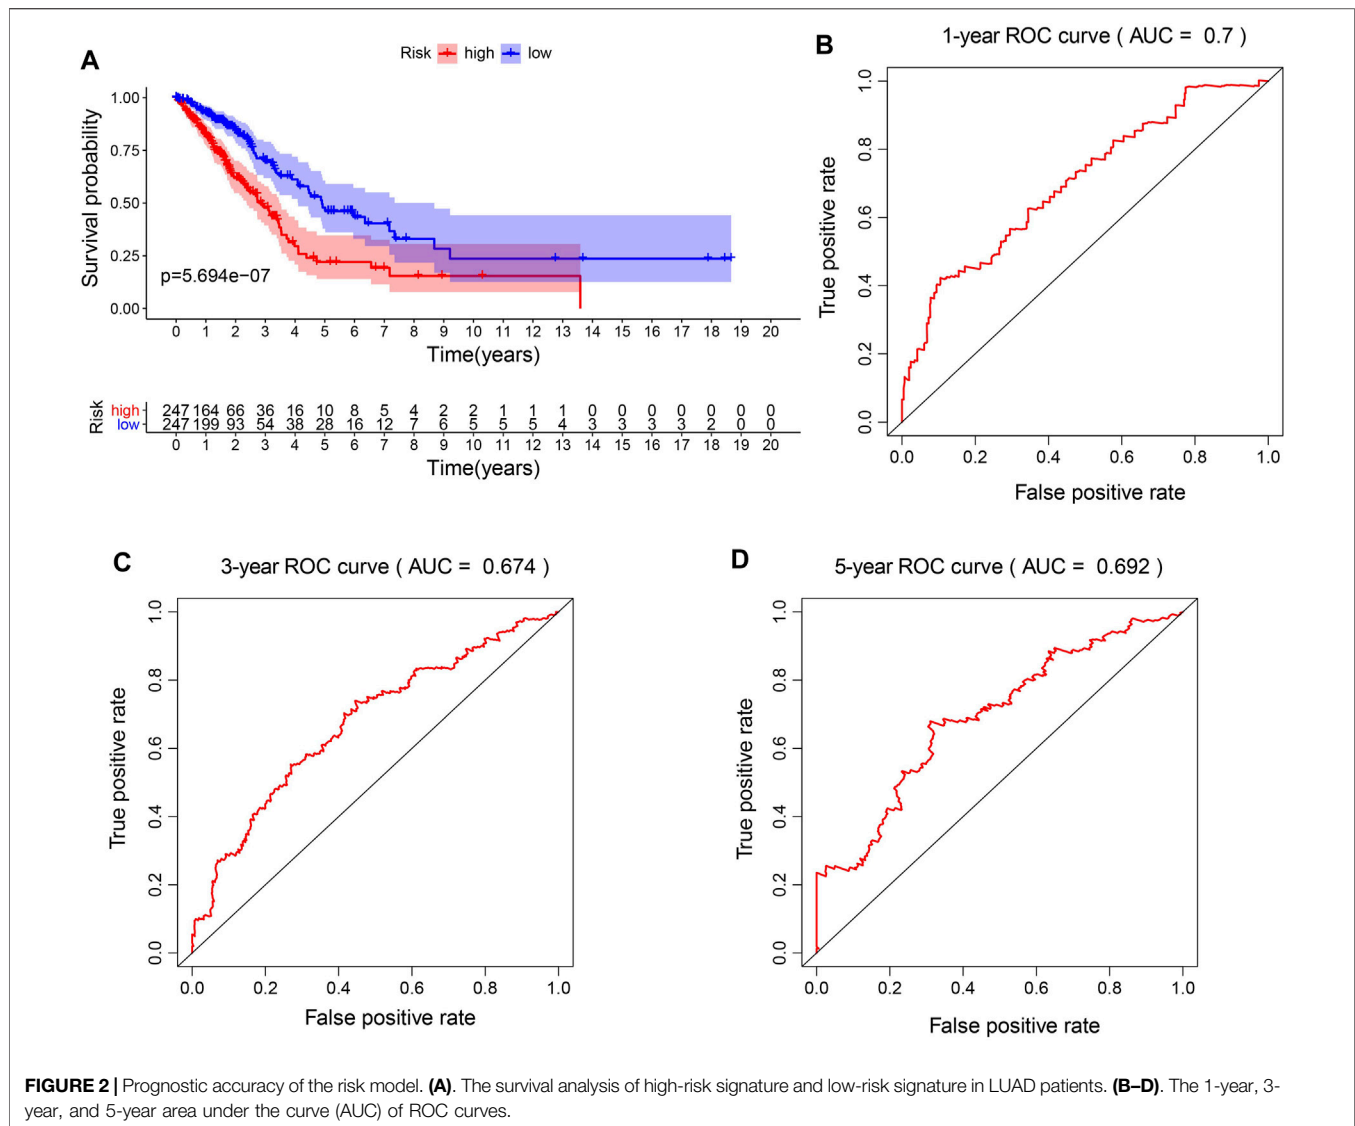 A
Risk high low
Survival probability
1.00
0.75
0.50
0.25
0.00
p=5.694e−07
0 1 2 3 4 5 6 7 8 9 10 11 12 13 14 15 16 17 18 19 20
Time(years)
Risk
high 247 164 66 36 16 10 8 5 4 2 2 1 1 1 0 0 0 0 0 0 0
low 247 199 93 54 38 28 16 12 7 6 5 5 5 4 3 3 3 3 2 0 0
0 1 2 3 4 5 6 7 8 9 10 11 12 13 14 15 16 17 18 19 20
Time(years)
B
1-year ROC curve ( AUC = 0.7 )
True positive rate
1.0
0.8
0.6
0.4
0.2
0.0
0.0 0.2 0.4 0.6 0.8 1.0
False positive rate
C
3-year ROC curve ( AUC = 0.674 )
True positive rate
1.0
0.8
0.6
0.4
0.2
0.0
0.0 0.2 0.4 0.6 0.8 1.0
False positive rate
D
5-year ROC curve ( AUC = 0.692 )
True positive rate
1.0
0.8
0.6
0.4
0.2
0.0
0.0 0.2 0.4 0.6 0.8 1.0
False positive rate
FIGURE 2 | Prognostic accuracy of the risk model. (A). The survival analysis of high-risk signature and low-risk signature in LUAD patients. (B–D). The 1-year, 3-
year, and 5-year area under the curve (AUC) of ROC curves.